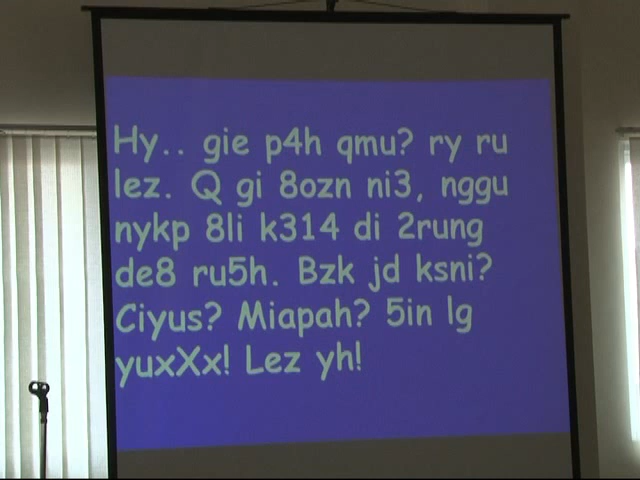 Hy.. gie p4h qmu? ry ru
lez. Q gi 8ozn ni3, nggu
nykp 8li k314 di 2rung
de8 ru5h. Bzk jd ksni?
Ciyus? Miapah? 5in lg
yuxXx! Lez yh!